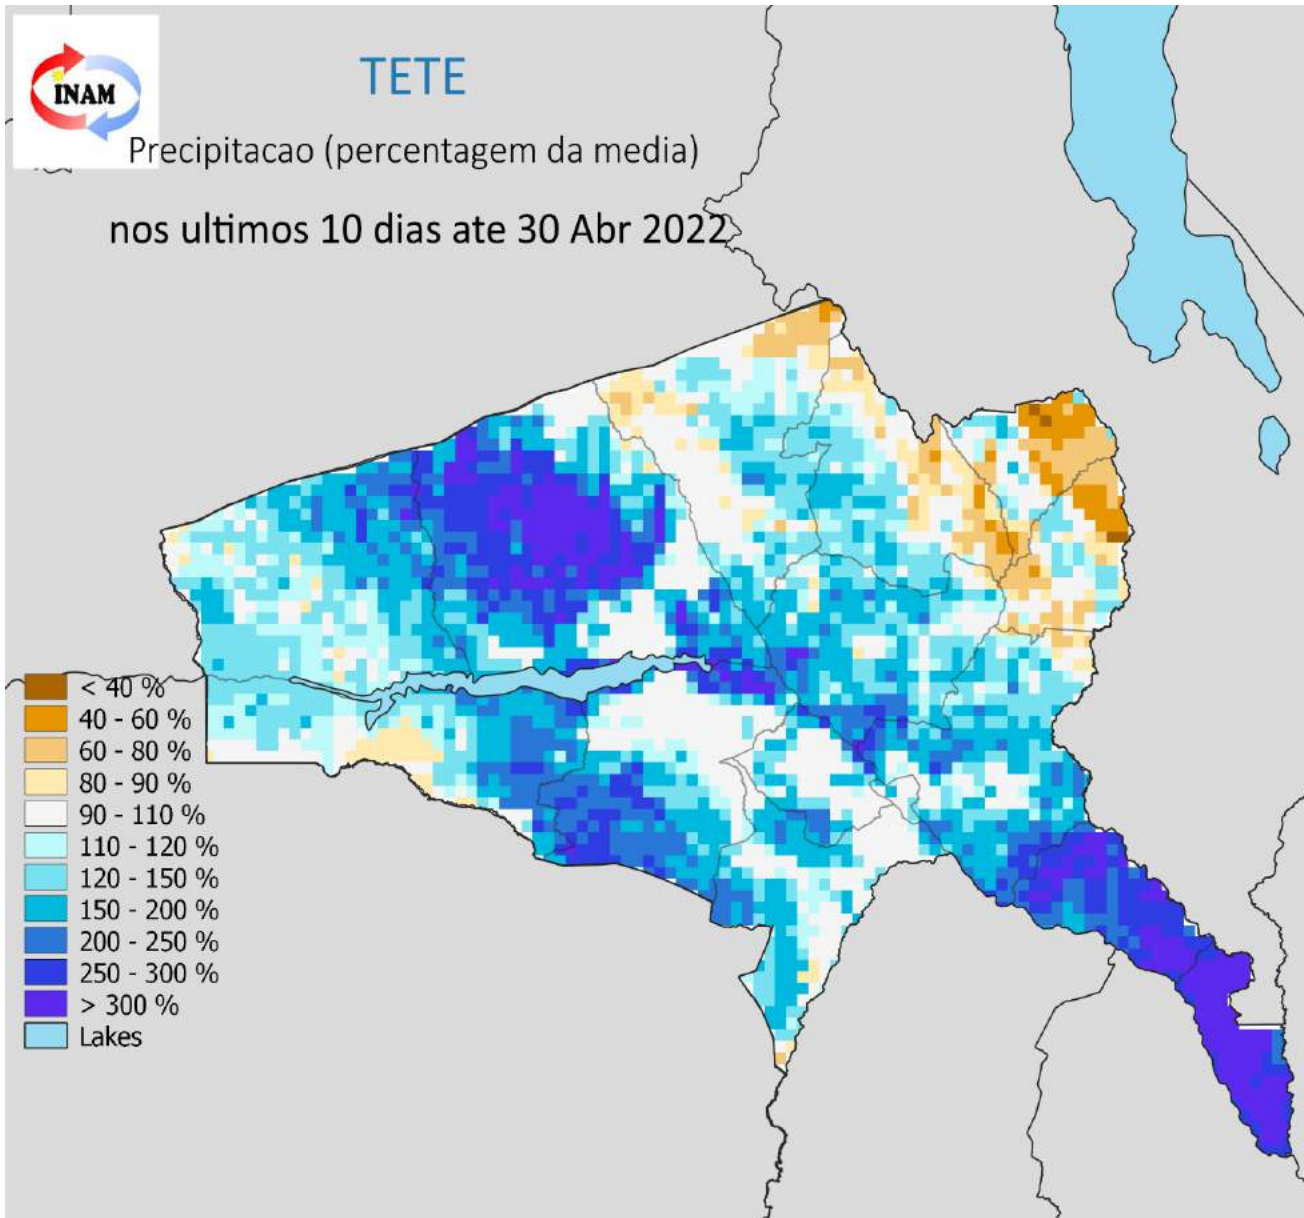 INAM
TETE
Precipitacao (percentagem da media)
nos ultimos 10 dias ate 30 Abr 2022
< 40 %
40 - 60 %
60 - 80 %
80 - 90 %
90 - 110 %
110 - 120 %
120 - 150 %
150 - 200 %
200 - 250 %
250 - 300 %
> 300 %
Lakes